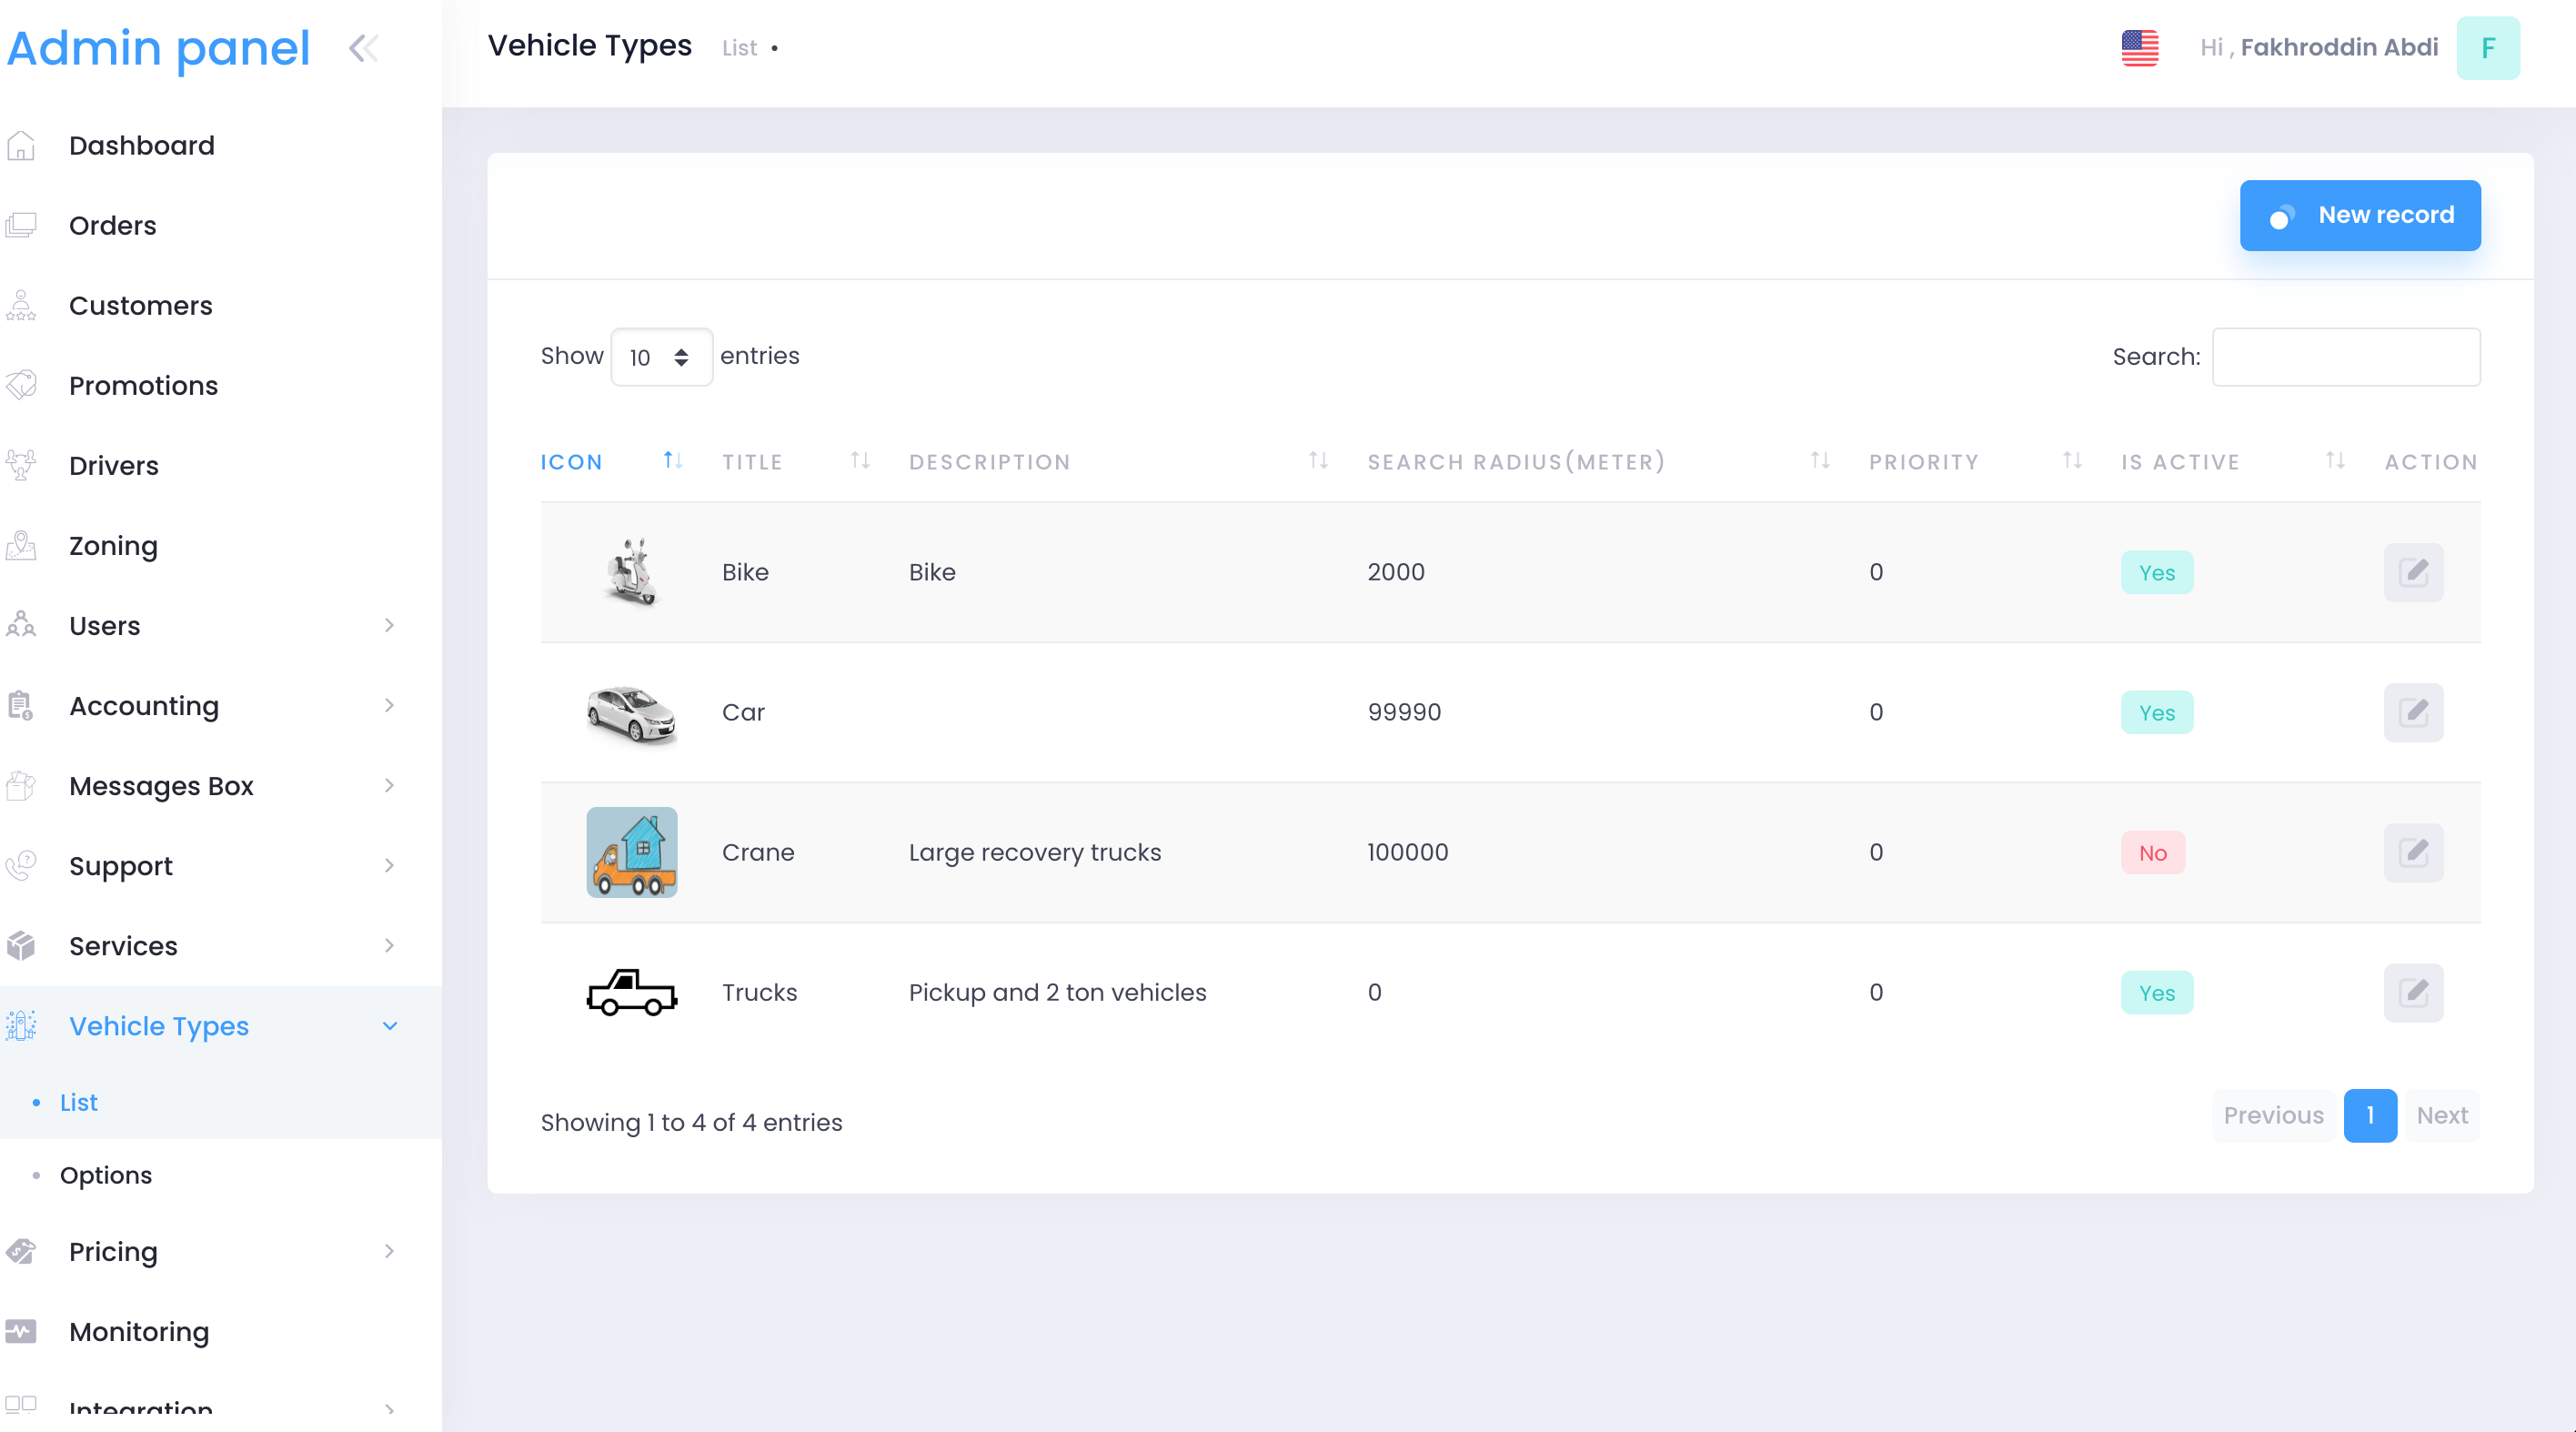 Admin panel
Vehicle Types List •
Hi , Fakhroddin Abdi F
Dashboard
Orders
Customers
Promotions
Drivers
Zoning
Users
Accounting
Messages Box
Support
Services
Vehicle Types
• List
• Options
Pricing
Monitoring
Integration
New record
Show 10 entries
Search:
ICON TITLE DESCRIPTION SEARCH RADIUS(METER) PRIORITY IS ACTIVE ACTION
Bike Bike 2000 0 Yes
Car 99990 0 Yes
Crane Large recovery trucks 100000 0 No
Trucks Pickup and 2 ton vehicles 0 0 Yes
Showing 1 to 4 of 4 entries
Previous 1 Next